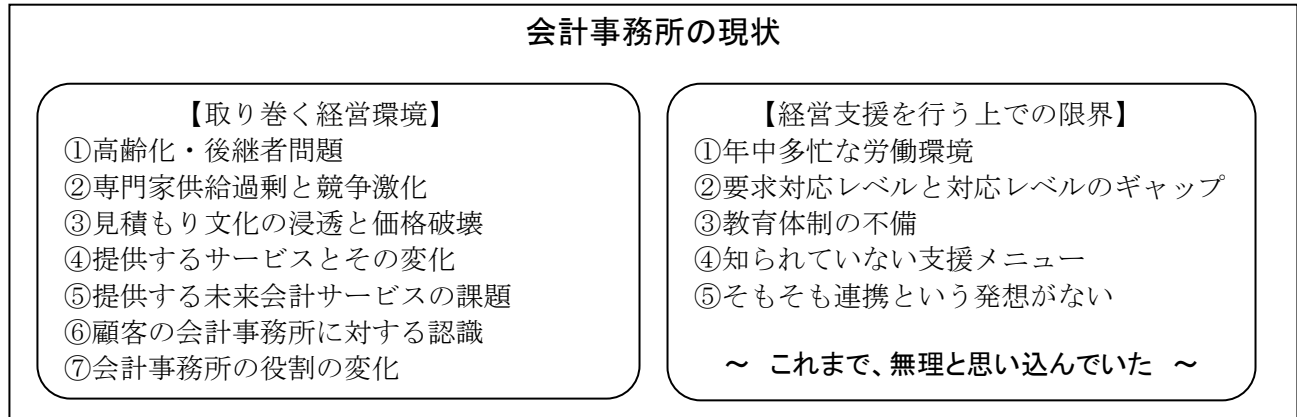 会計事務所の現状
【取り巻く経営環境】
①高齢化・後継者問題
②専門家供給過剰と競争激化
③見積もり文化の浸透と価格破壊
④提供するサービスとその変化
⑤提供する未来会計サービスの課題
⑥顧客の会計事務所に対する認識
⑦会計事務所の役割の変化
【経営支援を行う上での限界】
①年中多忙な労働環境
②要求対応レベルと対応レベルのギャップ
③教育体制の不備
④知られていない支援メニュー
⑤そもそも連携という発想がない
～ これまで、無理と思い込んでいた ～